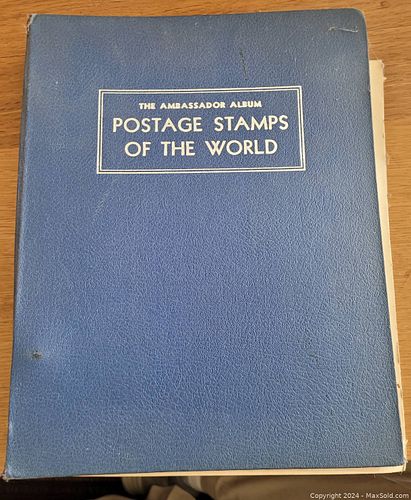 THE AMBASSADOR ALBUM
POSTAGE STAMPS
OF THE WORLD
Copyright © 2024 - MaxSold.com